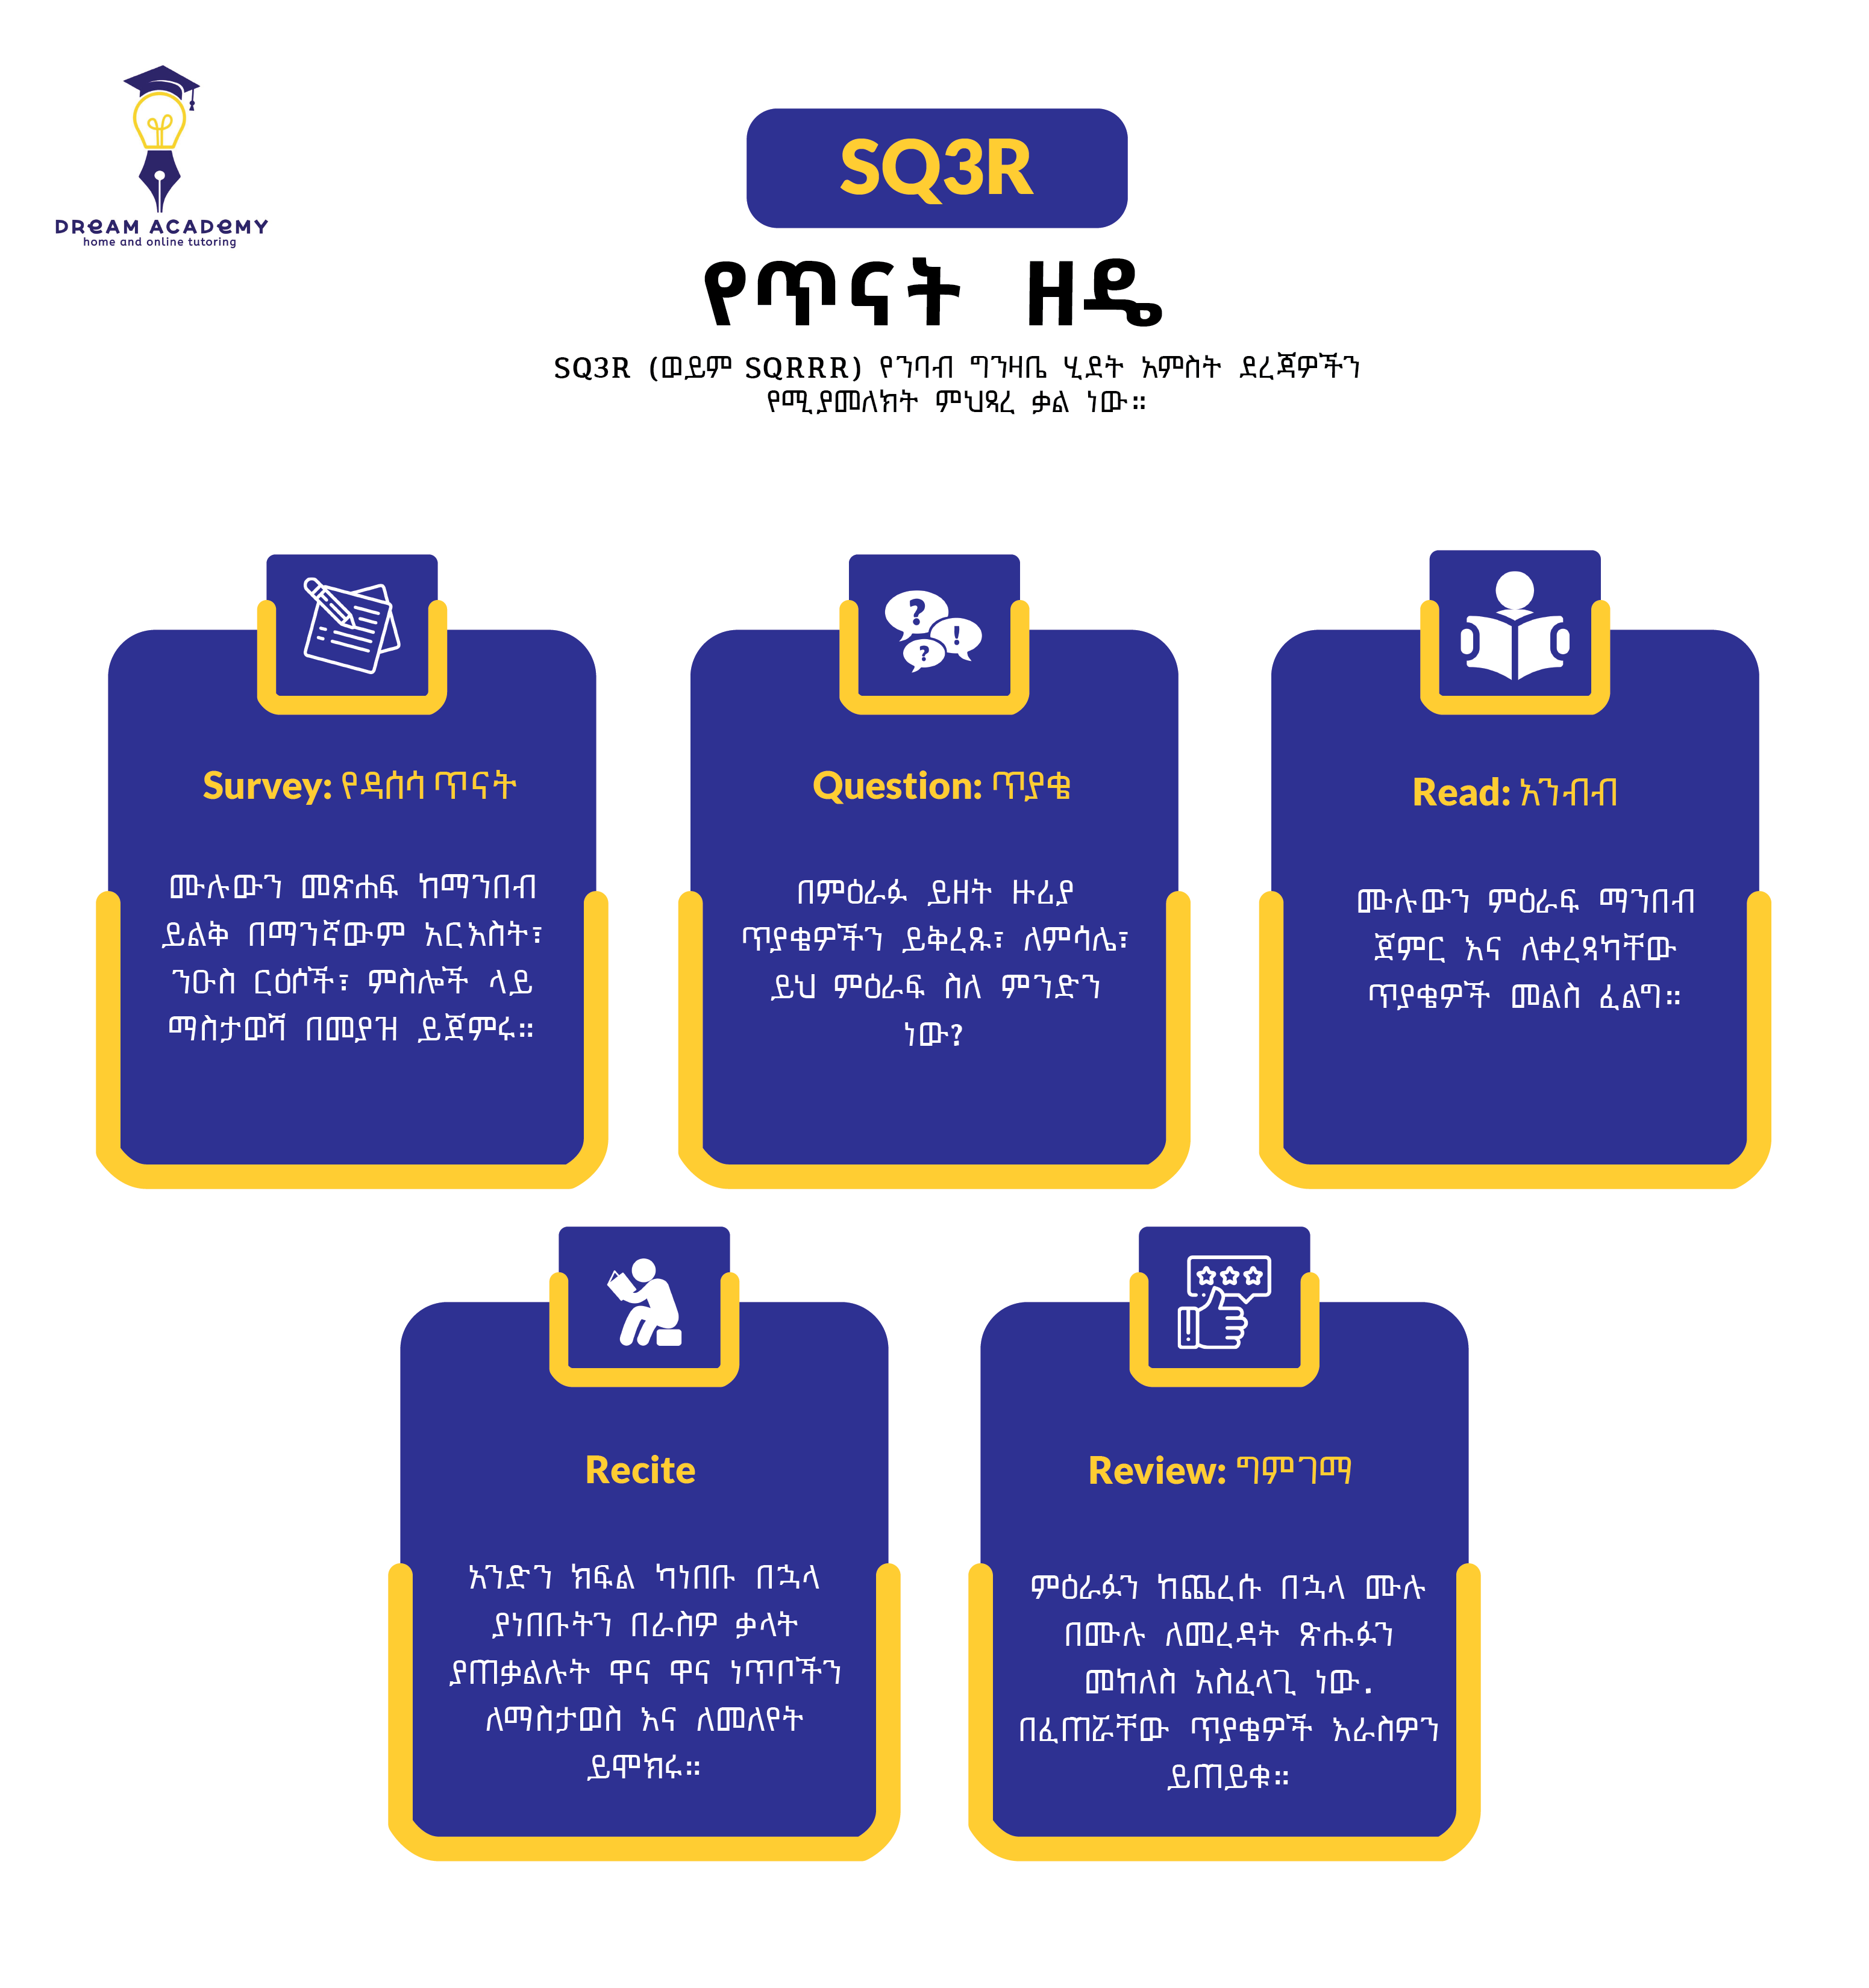 DREAM ACADEMY
home and online tutoring
SQ3R
የጥናት ዘዴ
SQ3R (ወይም SQRRR) የንባብ ግንዛቤ ሂደት አምስት ደረጃዎችን
የሚያመለክት ምህጻረ ቃል ነው።
Survey: የዳሰሳ ጥናት
ሙሉውን መጽሐፍ ከማንበብ
ይልቅ በማንኛውም አርእስት፣
ንዑስ ርዕሶች፣ ምስሎች ላይ
ማስታወሻ በመያዝ ይጀምሩ።
Question: ጥያቄ
በምዕራፉ ይዘት ዙሪያ
ጥያቄዎችን ይቅረጹ፣ ለምሳሌ፣
ይህ ምዕራፍ ስለ ምንድን
ነው?
Read: አንብብ
ሙሉውን ምዕራፍ ማንበብ
ጀምር እና ለቀረጻካቸው
ጥያቄዎች መልስ ፈልግ።
Recite
አንድን ክፍል ካነበቡ በኋላ
ያነበቡትን በራስዎ ቃላት
ያጠቃልሉት ዋና ዋና ነጥቦችን
ለማስታወስ እና ለመለየት
ይሞክሩ።
Review: ግምገማ
ምዕራፉን ከጨረሱ በኋላ ሙሉ
በሙሉ ለመረዳት ጽሑፉን
መከለስ አስፈላጊ ነው.
በፈጠሯቸው ጥያቄዎች እራስዎን
ይጠይቁ።